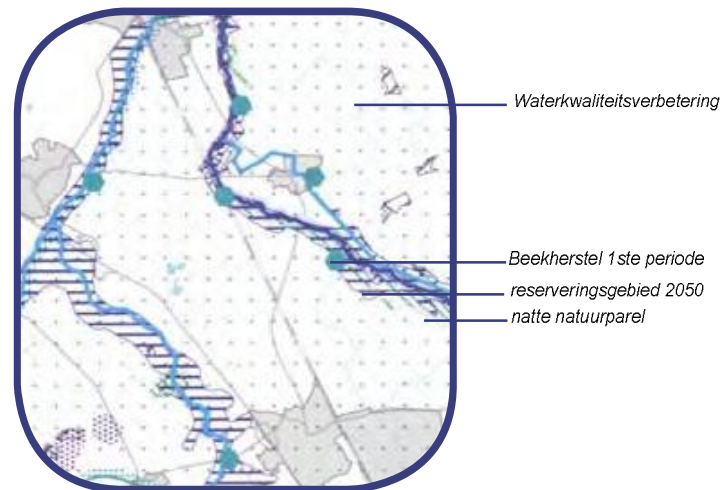 Waterkwaliteitsverbetering
Beekherstel 1ste periode
reserveringsgebied 2050
natte natuurparel